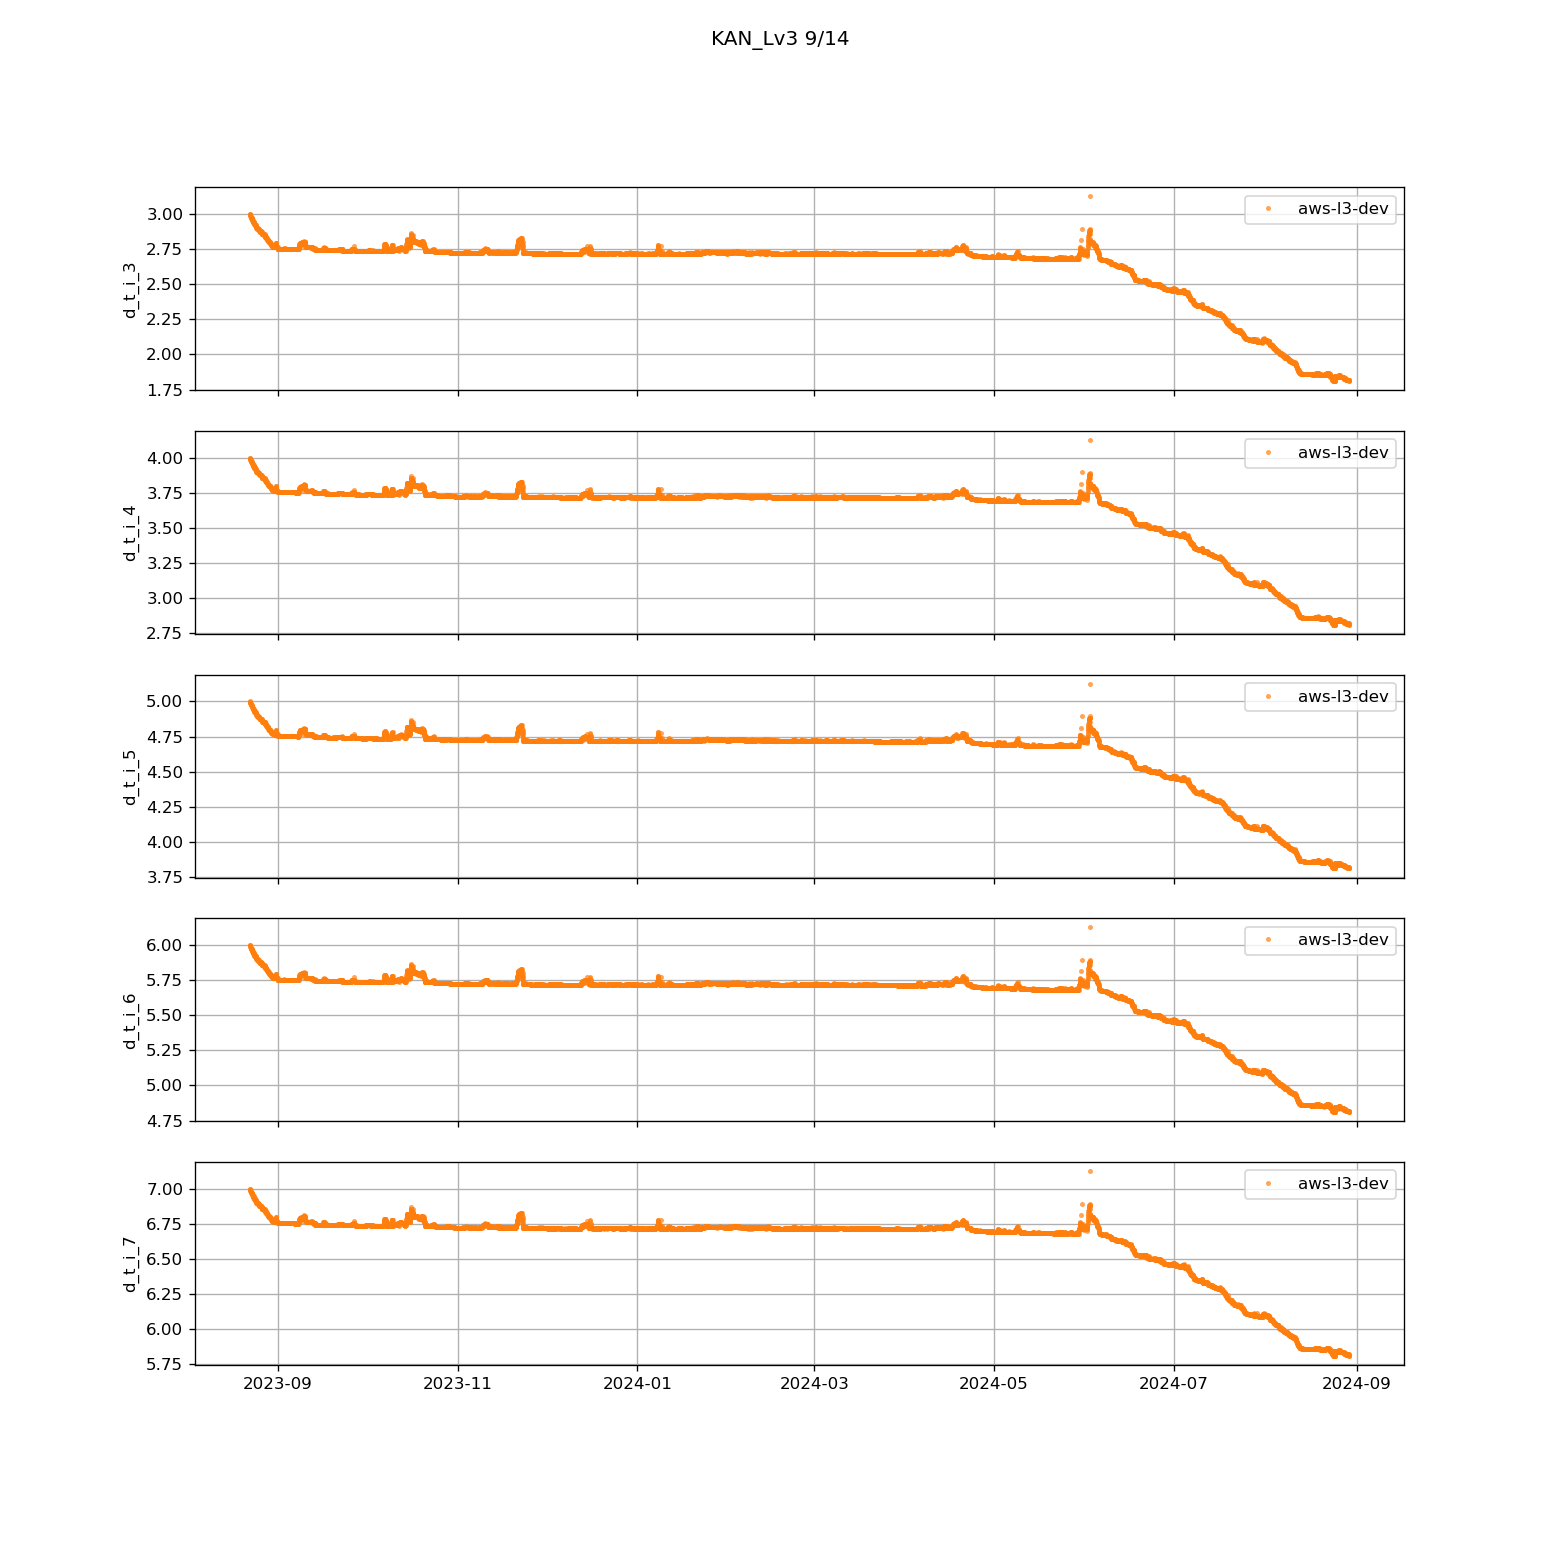 KAN_Lv3 9/14
3.00
2.75
2.50
2.25
2.00
1.75
d_t_i_3
aws-l3-dev
4.00
3.75
3.50
3.25
3.00
2.75
d_t_i_4
aws-l3-dev
5.00
4.75
4.50
4.25
4.00
3.75
d_t_i_5
aws-l3-dev
6.00
5.75
5.50
5.25
5.00
4.75
d_t_i_6
aws-l3-dev
7.00
6.75
6.50
6.25
6.00
5.75
d_t_i_7
aws-l3-dev
2023-09 2023-11 2024-01 2024-03 2024-05 2024-07 2024-09